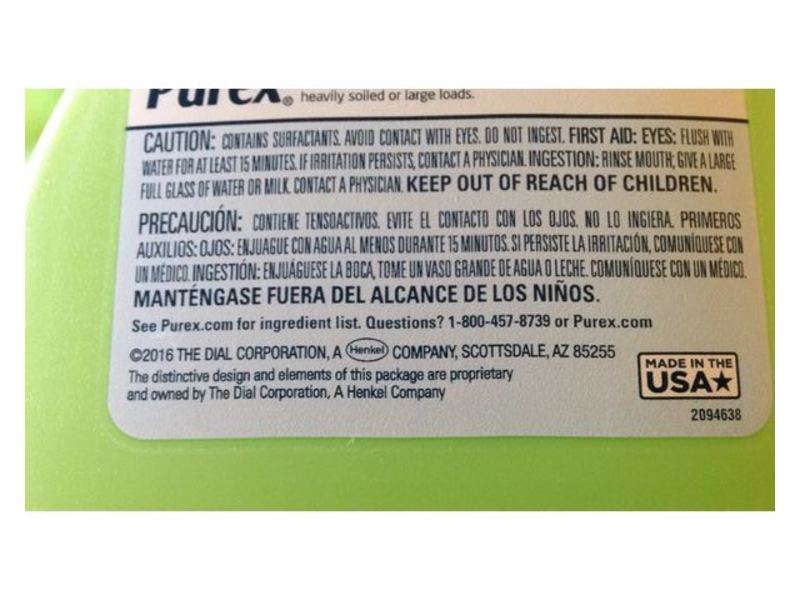 Purex® heavily soiled or large loads.
CAUTION: CONTAINS SURFACTANTS. AVOID CONTACT WITH EYES. DO NOT INGEST. FIRST AID: EYES: FLUSH WITH
WATER FOR AT LEAST 15 MINUTES. IF IRRITATION PERSISTS, CONTACT A PHYSICIAN. INGESTION: RINSE MOUTH; GIVE A LARGE
FULL GLASS OF WATER OR MILK. CONTACT A PHYSICIAN. KEEP OUT OF REACH OF CHILDREN.
PRECAUCIÓN: CONTIENE TENSOACTIVOS. EVITE EL CONTACTO CON LOS OJOS. NO LO INGIERA. PRIMEROS
AUXILIOS: OJOS: ENJUAGUE CON AGUA AL MENOS DURANTE 15 MINUTOS. SI PERSISTE LA IRRITACIÓN, COMUNÍQUESE CON
UN MÉDICO. INGESTIÓN: ENJUÁGUESE LA BOCA, TOME UN VASO GRANDE DE AGUA O LECHE. COMUNÍQUESE CON UN MÉDICO.
MANTÉNGASE FUERA DEL ALCANCE DE LOS NIÑOS.
See Purex.com for ingredient list. Questions? 1-800-457-8739 or Purex.com
©2016 THE DIAL CORPORATION, A Henkel COMPANY, SCOTTSDALE, AZ 85255
The distinctive design and elements of this package are proprietary
and owned by The Dial Corporation, A Henkel Company
MADE IN THE
USA★
2094638